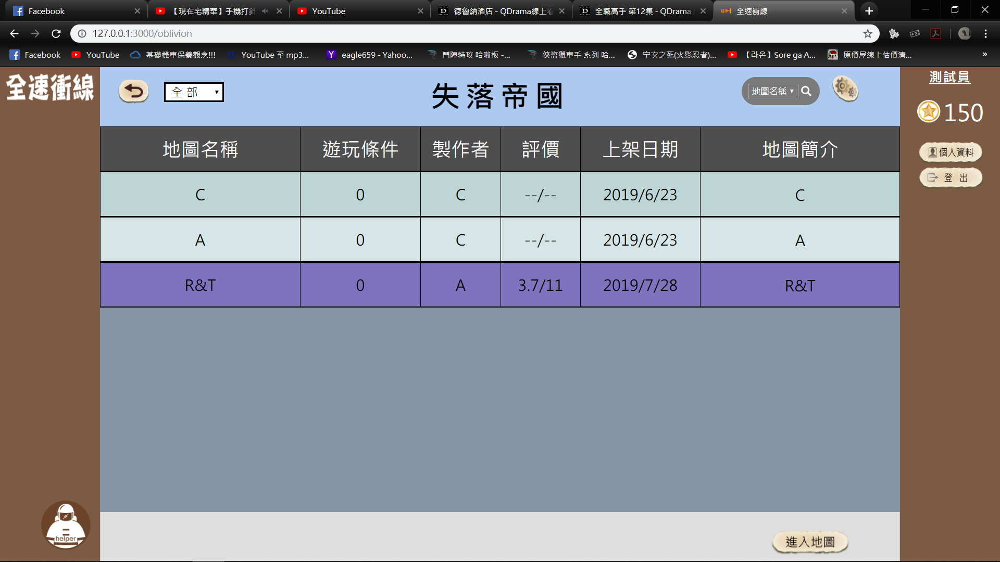 Facebook
【現在宅精華】手機打針
YouTube
德魯納酒店 - QDrama線上看
全職高手 第12集 - QDrama
全速衝線
127.0.0.1:3000/oblivion
Facebook
YouTube
基礎機車保養觀念!!!
YouTube 至 mp3...
eagle659 - Yahoo...
鬥陣特攻 哈啦板 -...
俠盜獵車手 系列 哈...
宁次之死(火影忍者)...
【라온】Sore ga A...
原價屋線上估價清...
»
全速衝線
全 部
失落帝國
地圖名稱
測試員
150
個人資料
登 出
地圖名稱 遊玩條件 製作者 評價 上架日期 地圖簡介
C 0 C --/-- 2019/6/23 C
A 0 C --/-- 2019/6/23 A
R&T 0 A 3.7/11 2019/7/28 R&T
helper
進入地圖